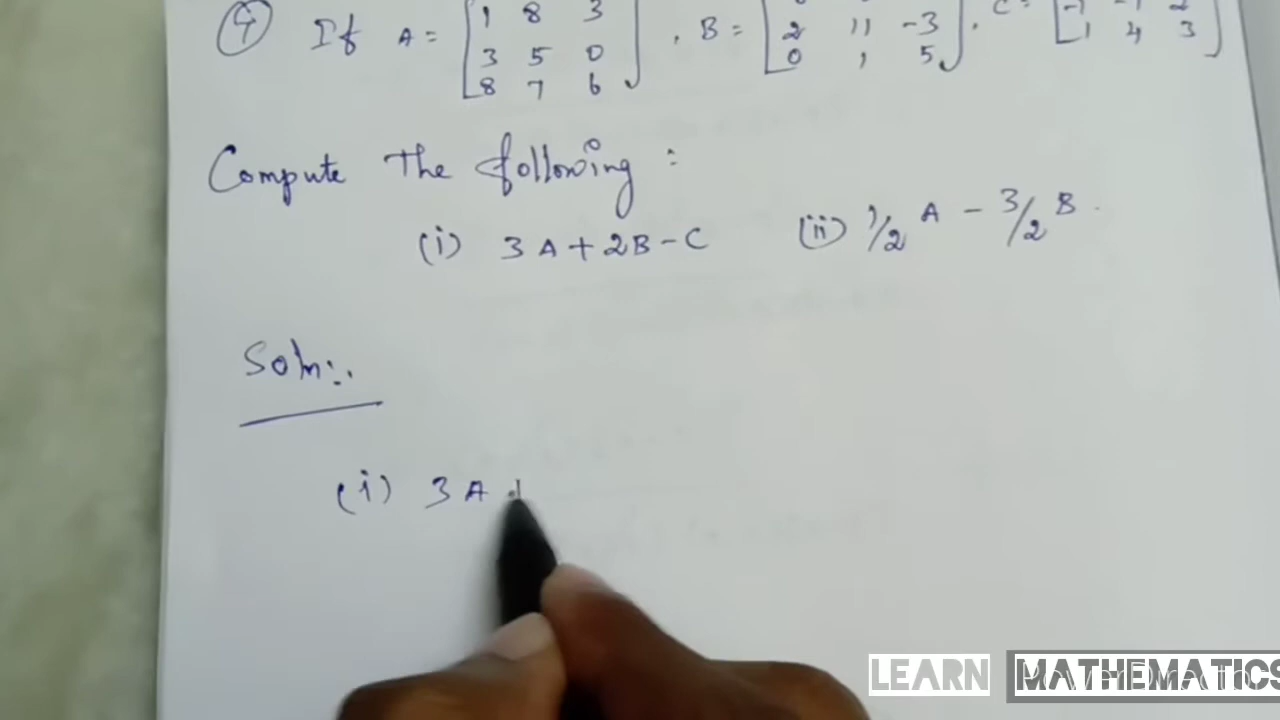 ④ If A = [1 8 3 , B = , C =
3 5 0 2 11 -3 1 4 3
8 7 6] 0 1 5]
Compute The following :
(i) 3A + 2B - C (ii) 1/2 A - 3/2 B.
Soln:.
(i) 3 A
LEARN MATHEMATICS